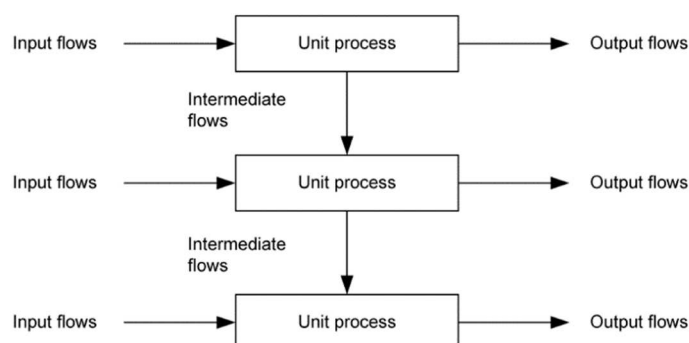 Input flows
Unit process
Output flows
Intermediate
flows
Input flows
Unit process
Output flows
Intermediate
flows
Input flows
Unit process
Output flows